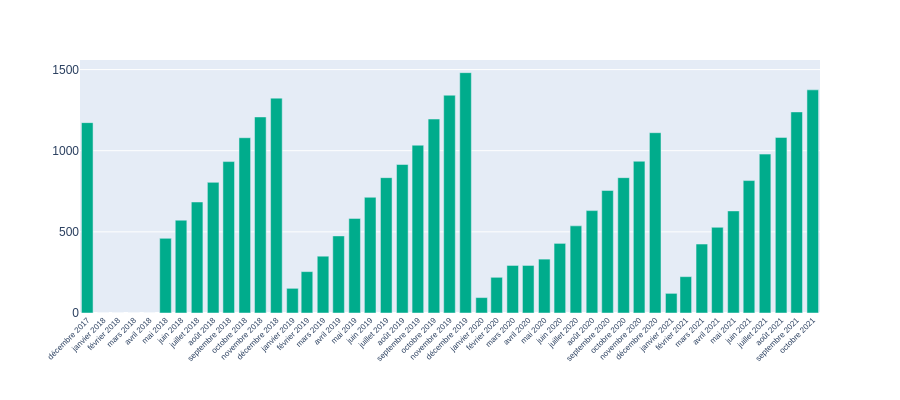 1500
1000
500
0
décembre 2017
janvier 2018
février 2018
mars 2018
avril 2018
mai 2018
juin 2018
juillet 2018
août 2018
septembre 2018
octobre 2018
novembre 2018
décembre 2018
janvier 2019
février 2019
mars 2019
avril 2019
mai 2019
juin 2019
juillet 2019
août 2019
septembre 2019
octobre 2019
novembre 2019
décembre 2019
janvier 2020
février 2020
mars 2020
avril 2020
mai 2020
juin 2020
juillet 2020
août 2020
septembre 2020
octobre 2020
novembre 2020
décembre 2020
janvier 2021
février 2021
mars 2021
avril 2021
mai 2021
juin 2021
juillet 2021
août 2021
septembre 2021
octobre 2021